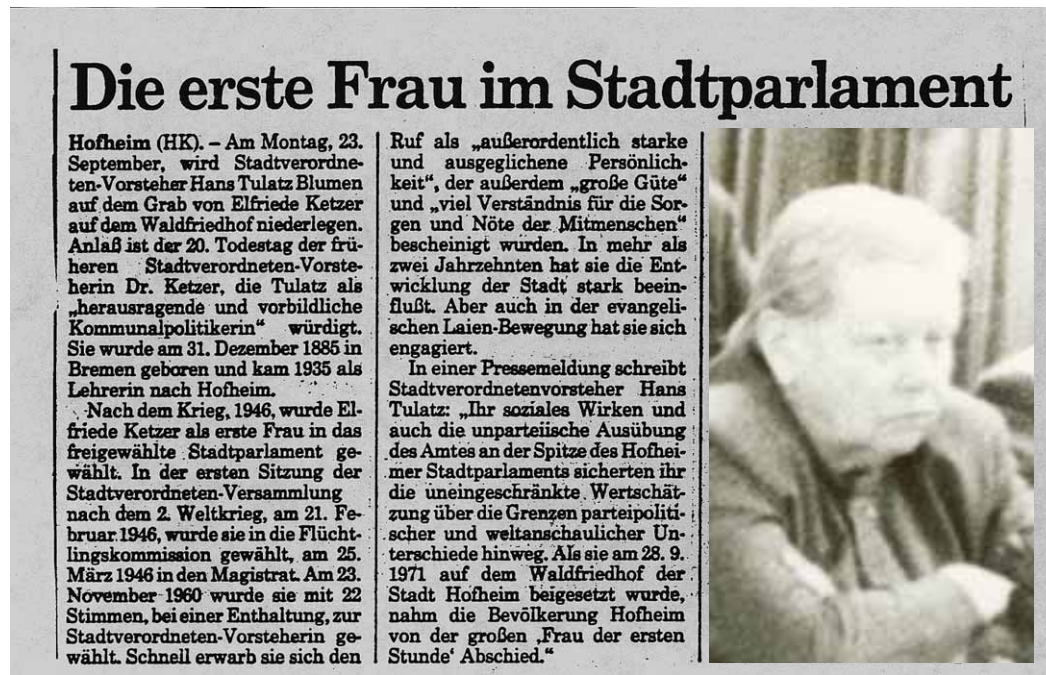 Die erste Frau im Stadtparlament
Hofheim (HK). – Am Montag, 23.
September, wird Stadtverordne-
ten-Vorsteher Hans Tulatz Blumen
auf dem Grab von Elfriede Ketzer
auf dem Waldfriedhof niederlegen.
Anlaß ist der 20. Todestag der frü-
heren Stadtverordneten-Vorste-
herin Dr. Ketzer, die Tulatz als
„herausragende und vorbildliche
Kommunalpolitikerin“ würdigt.
Sie wurde am 31. Dezember 1885 in
Bremen geboren und kam 1935 als
Lehrerin nach Hofheim.
Nach dem Krieg, 1946, wurde El-
friede Ketzer als erste Frau in das
freigewählte Stadtparlament ge-
wählt. In der ersten Sitzung der
Stadtverordneten-Versammlung
nach dem 2. Weltkrieg, am 21. Fe-
bruar 1946, wurde sie in die Flücht-
lingskommission gewählt, am 25.
März 1946 in den Magistrat. Am 23.
November 1960 wurde sie mit 22
Stimmen, bei einer Enthaltung, zur
Stadtverordneten-Vorsteherin ge-
wählt. Schnell erwarb sie sich den
Ruf als „außerordentlich starke
und ausgeglichene Persönlich-
keit“, der außerdem „große Güte“
und „viel Verständnis für die Sor-
gen und Nöte der Mitmenschen“
bescheinigt wurden. In mehr als
zwei Jahrzehnten hat sie die Ent-
wicklung der Stadt stark beein-
flußt. Aber auch in der evangeli-
schen Laien-Bewegung hat sie sich
engagiert.
In einer Pressemeldung schreibt
Stadtverordnetenvorsteher Hans
Tulatz: „Ihr soziales Wirken und
auch die unparteiische Ausübung
des Amtes an der Spitze des Hofhei-
mer Stadtparlaments sicherten ihr
die uneingeschränkte Wertschät-
zung über die Grenzen parteipoliti-
scher und weltanschaulicher Un-
terschiede hinweg. Als sie am 28. 9.
1971 auf dem Waldfriedhof der
Stadt Hofheim beigesetzt wurde,
nahm die Bevölkerung Hofheim
von der großen ‚Frau der ersten
Stunde‘ Abschied.“